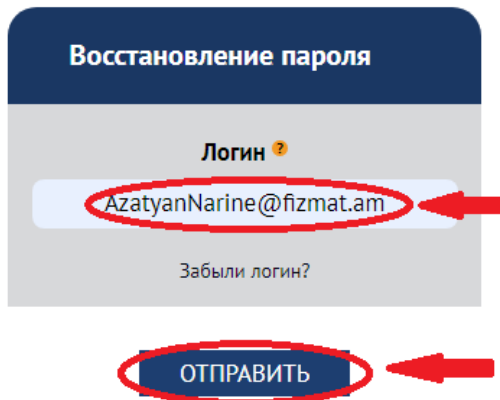 Восстановление пароля
Логин ?
AzatyanNarine@fizmat.am
Забыли логин?
ОТПРАВИТЬ